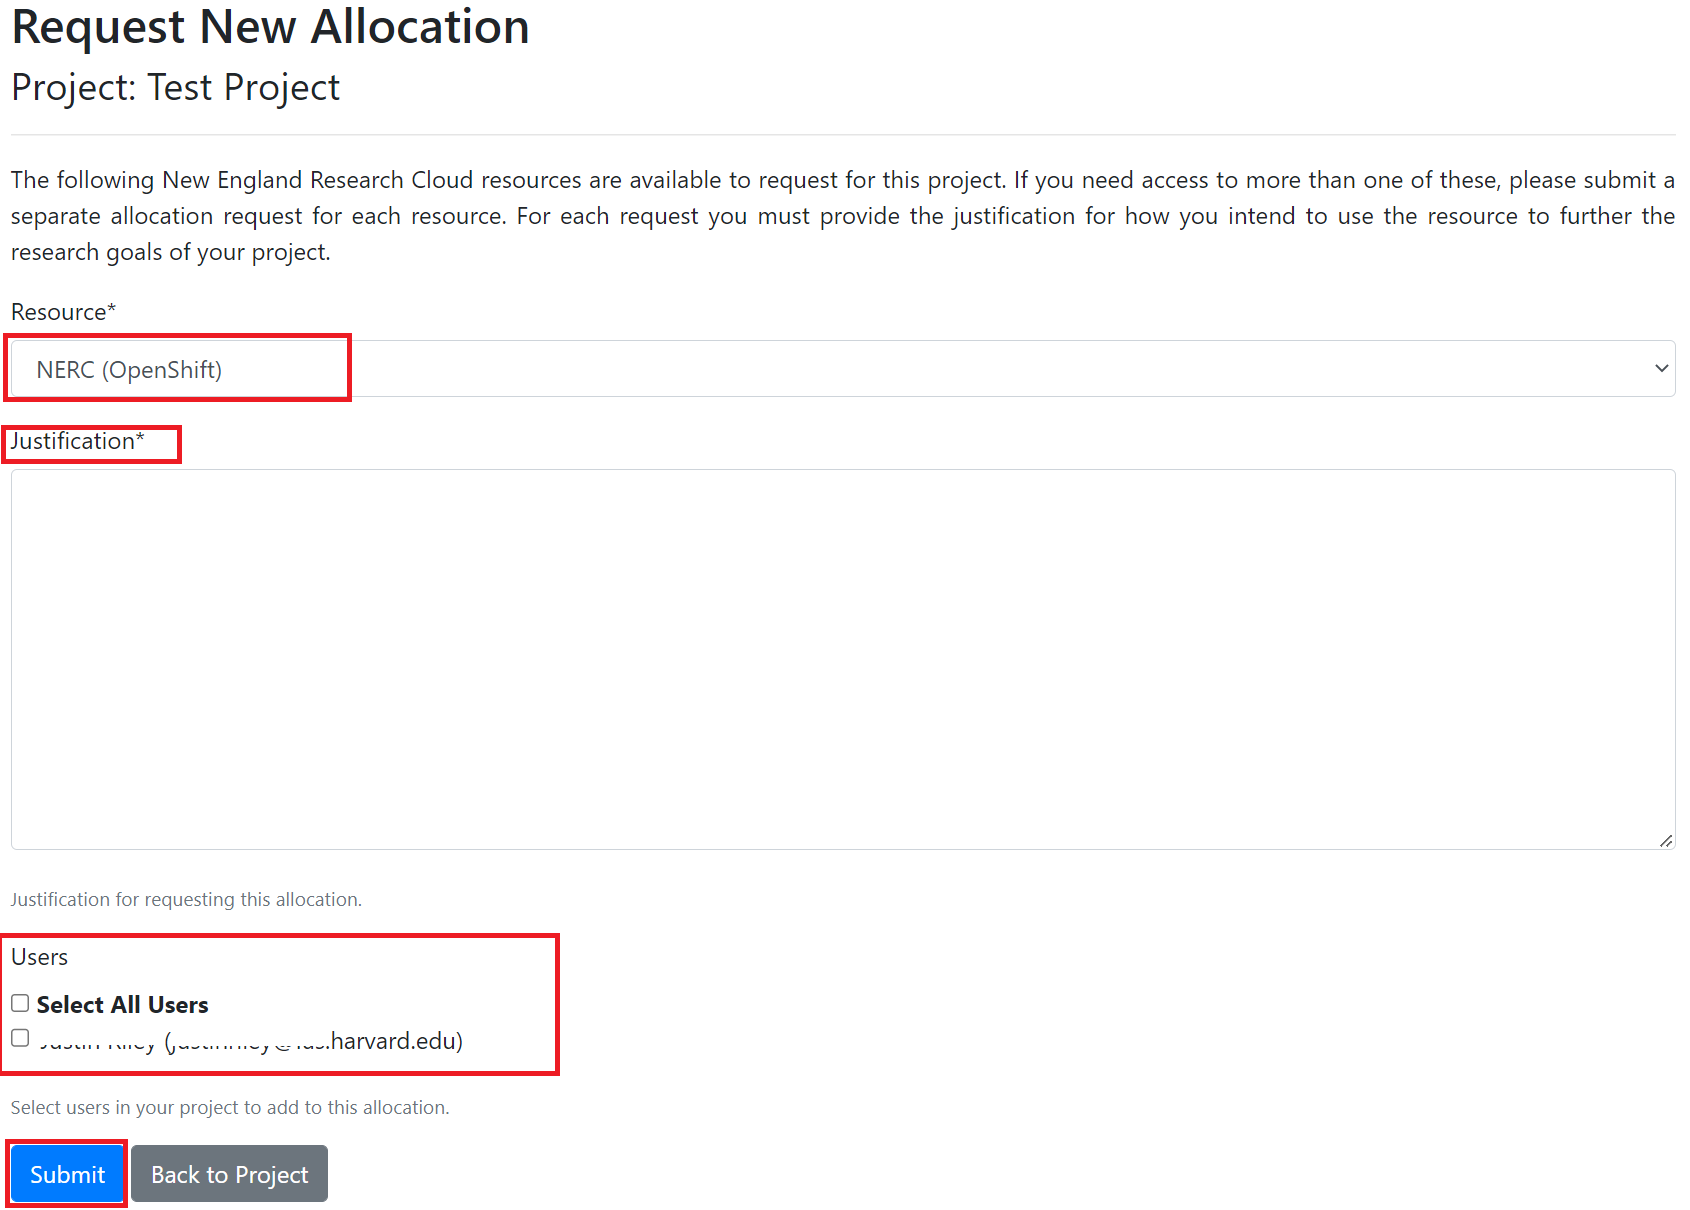 Request New Allocation
Project: Test Project
The following New England Research Cloud resources are available to request for this project. If you need access to more than one of these, please submit a
separate allocation request for each resource. For each request you must provide the justification for how you intend to use the resource to further the
research goals of your project.
Resource*
NERC (OpenShift)
Justification*
Justification for requesting this allocation.
Users
Select All Users
.harvard.edu)
Select users in your project to add to this allocation.
Submit
Back to Project